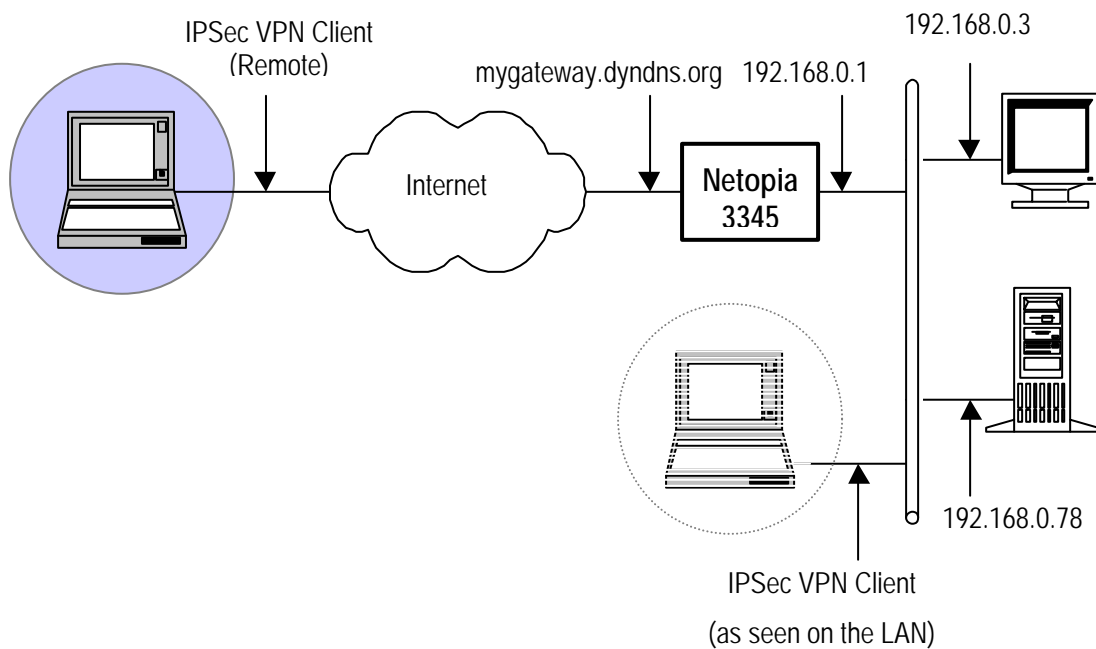 IPSec VPN Client
(Remote)
mygateway.dyndns.org
192.168.0.1
192.168.0.3
Internet
Netopia
3345
192.168.0.78
IPSec VPN Client
(as seen on the LAN)